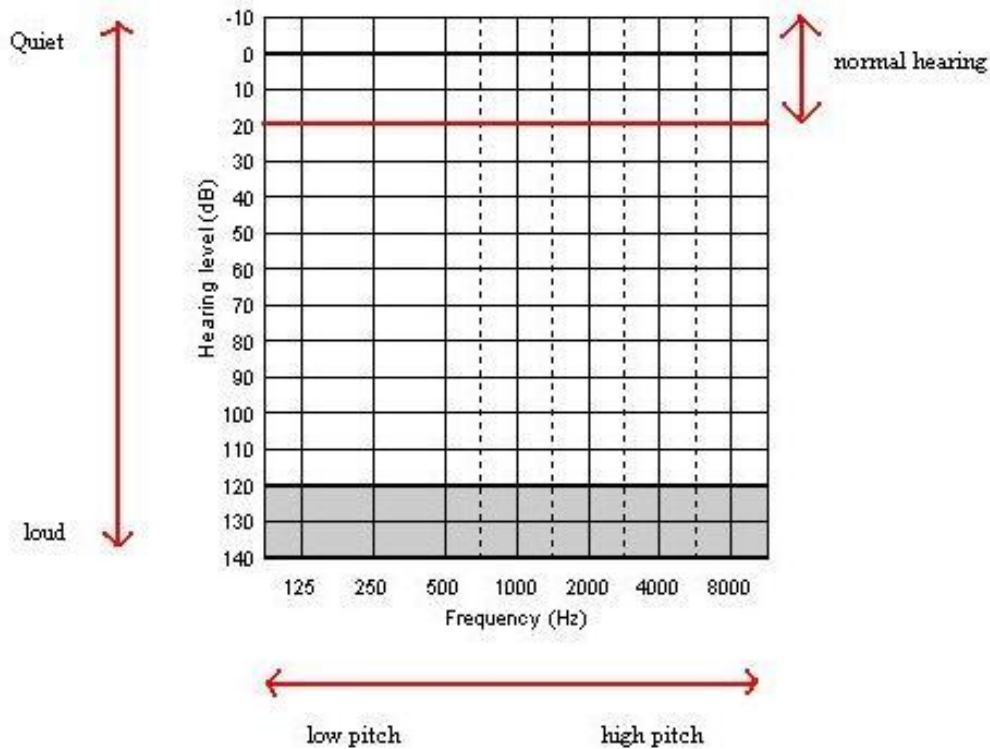 Quiet
-10
0
10
20
30
40
50
60
70
80
90
100
110
120
130
140
normal hearing
Hearing level (dB)
loud
125 250 500 1000 2000 4000 8000
Frequency (Hz)
low pitch high pitch